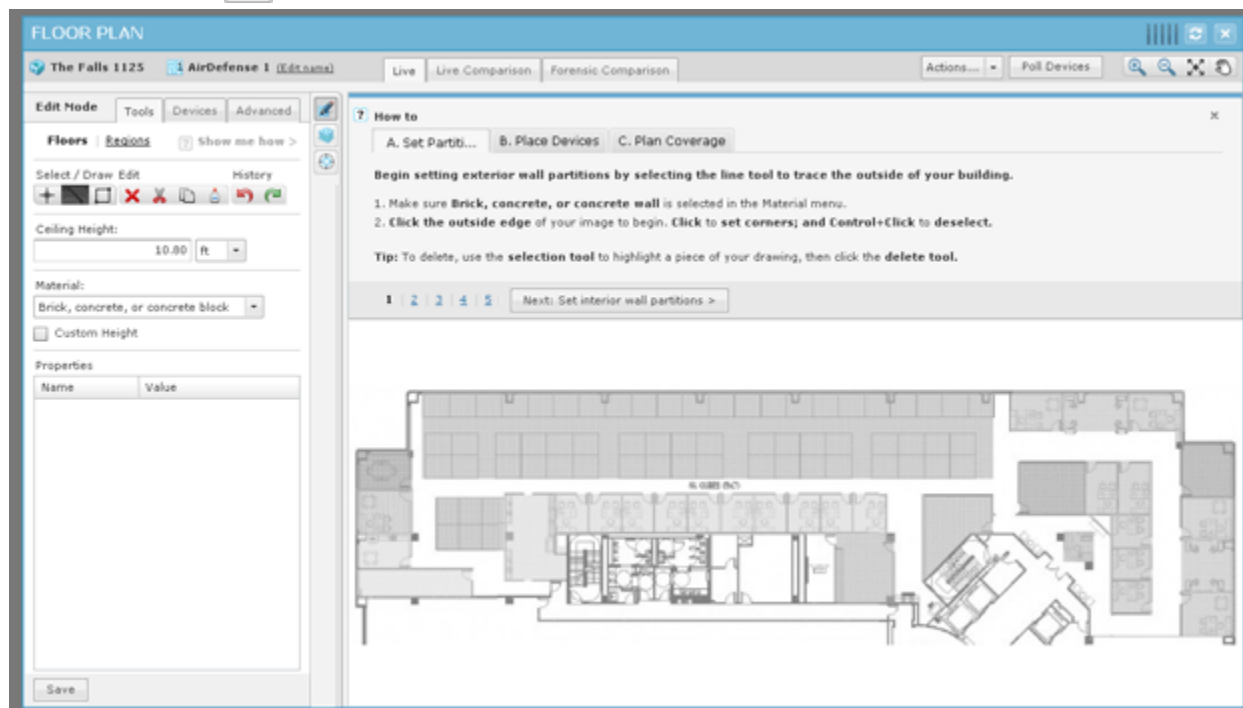 FLOOR PLAN
The Falls 1125 1 AirDefense 1 (Edit name) Live Live Comparison Forensic Comparison Actions... Poll Devices
Edit Mode Tools Devices Advanced
Floors | Regions ? Show me how >
Select / Draw Edit History
Ceiling Height:
10.00 ft
Material:
Brick, concrete, or concrete block
Custom Height
Properties
Name Value
Save
? How to
A. Set Partiti... B. Place Devices C. Plan Coverage
Begin setting exterior wall partitions by selecting the line tool to trace the outside of your building.
1. Make sure Brick, concrete, or concrete wall is selected in the Material menu.
2. Click the outside edge of your image to begin. Click to set corners; and Control+Click to deselect.
Tip: To delete, use the selection tool to highlight a piece of your drawing, then click the delete tool.
1 | 2 | 3 | 4 | 5 Next: Set interior wall partitions >